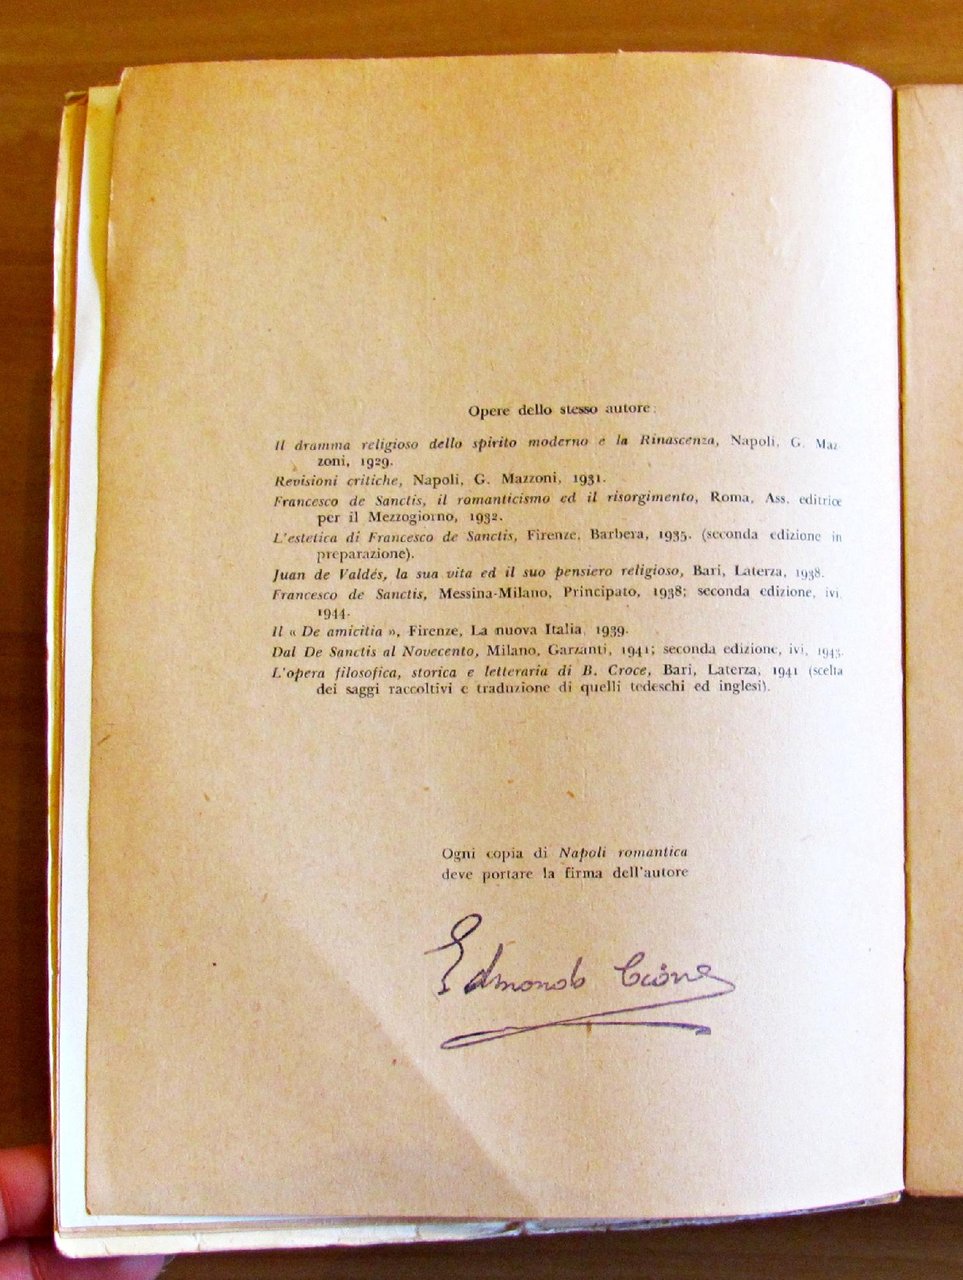 Opere dello stesso autore:
Il dramma religioso dello spirito moderno e la Rinascenza, Napoli, G. Maz
zoni, 1929.
Revisioni critiche, Napoli, G. Mazzoni, 1931.
Francesco de Sanctis, il romanticismo ed il risorgimento, Roma, Ass. editrice
per il Mezzogiorno, 1932.
L'estetica di Francesco de Sanctis, Firenze, Barbera, 1935. (seconda edizione in
preparazione).
Juan de Valdés, la sua vita ed il suo pensiero religioso, Bari, Laterza, 1938.
Francesco de Sanctis, Messina-Milano, Principato, 1938; seconda edizione, ivi,
1944.
Il « De amicitia », Firenze, La nuova Italia, 1939.
Dal De Sanctis al Novecento, Milano, Garzanti, 1941; seconda edizione, ivi, 1943.
L'opera filosofica, storica e letteraria di B. Croce, Bari, Laterza, 1941 (scelta
dei saggi raccoltivi e traduzione di quelli tedeschi ed inglesi).
Ogni copia di Napoli romantica
deve portare la firma dell'autore
Edmondo Cione